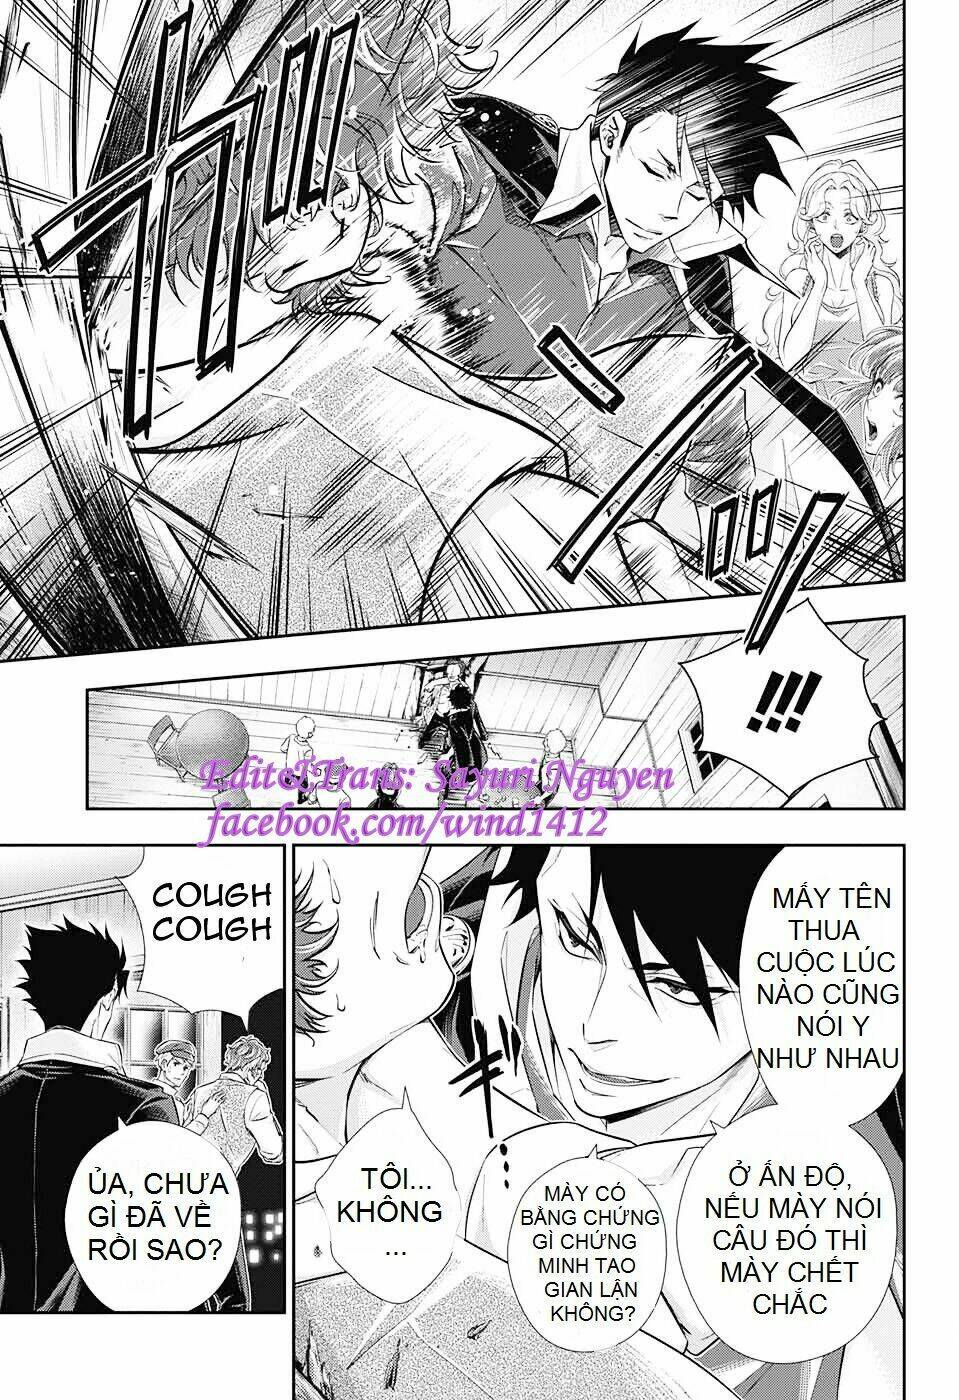 !!!
Edit&Trans: Sayuri Nguyen
facebook.com/wind1412
MẤY TÊN
THUA
CUỘC LÚC
NÀO CŨNG
NÓI Y
NHƯ NHAU
Ở ẤN ĐỘ,
NẾU MÀY NÓI
CÂU ĐÓ THÌ
MÀY CHẾT
CHẮC
MÀY CÓ
BẰNG CHỨNG
GÌ CHỨNG
MINH TAO
GIAN LẬN
KHÔNG?
TÔI...
KHÔNG
...
COUGH
COUGH
ỦA, CHƯA
GÌ ĐÃ VỀ
RỒI SAO?